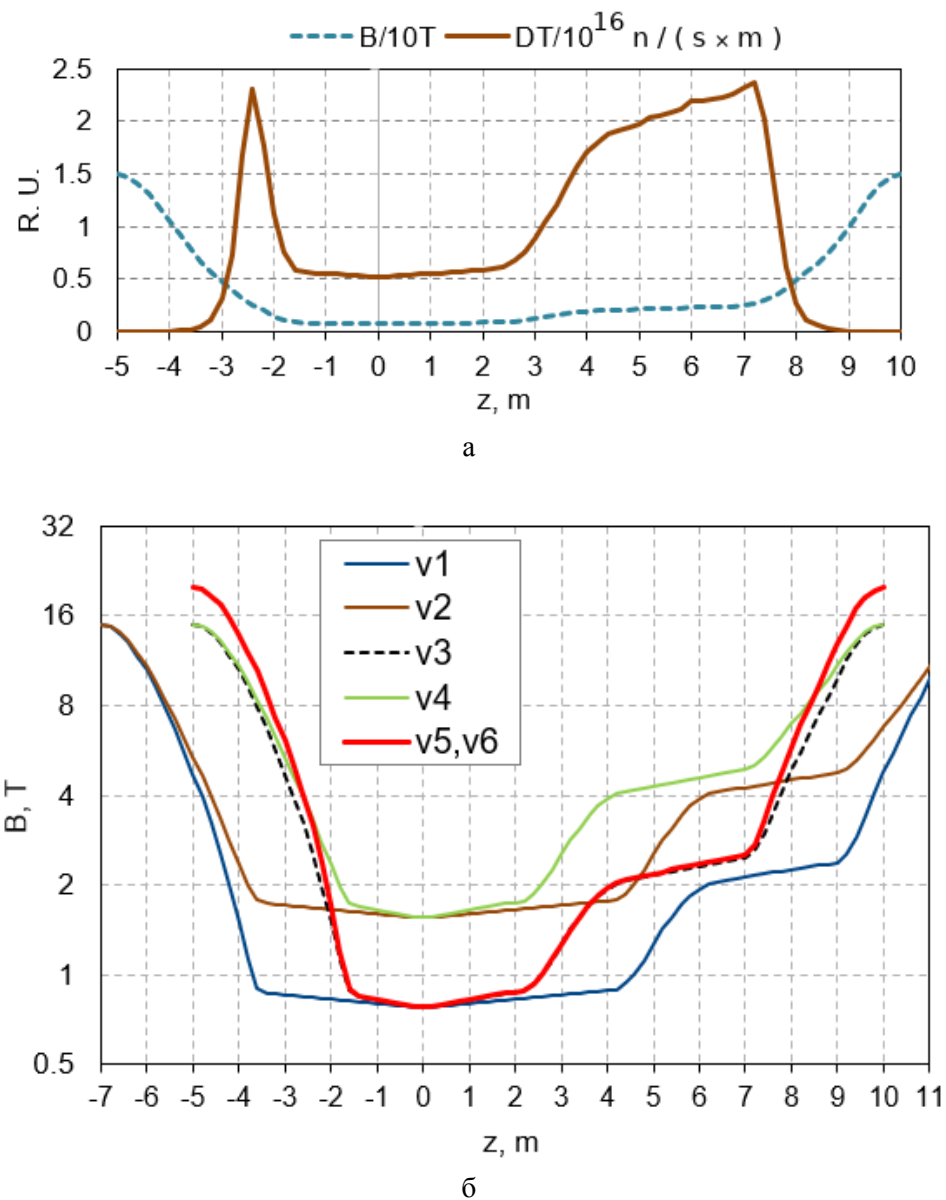 B/10T DT/10^16 n / ( s × m )
2.5
2
1.5
1
0.5
0
R. U.
-5 -4 -3 -2 -1 0 1 2 3 4 5 6 7 8 9 10
z, m
а
32
16
8
4
2
1
0.5
B, T
v1
v2
v3
v4
v5,v6
-7 -6 -5 -4 -3 -2 -1 0 1 2 3 4 5 6 7 8 9 10 11
z, m
б